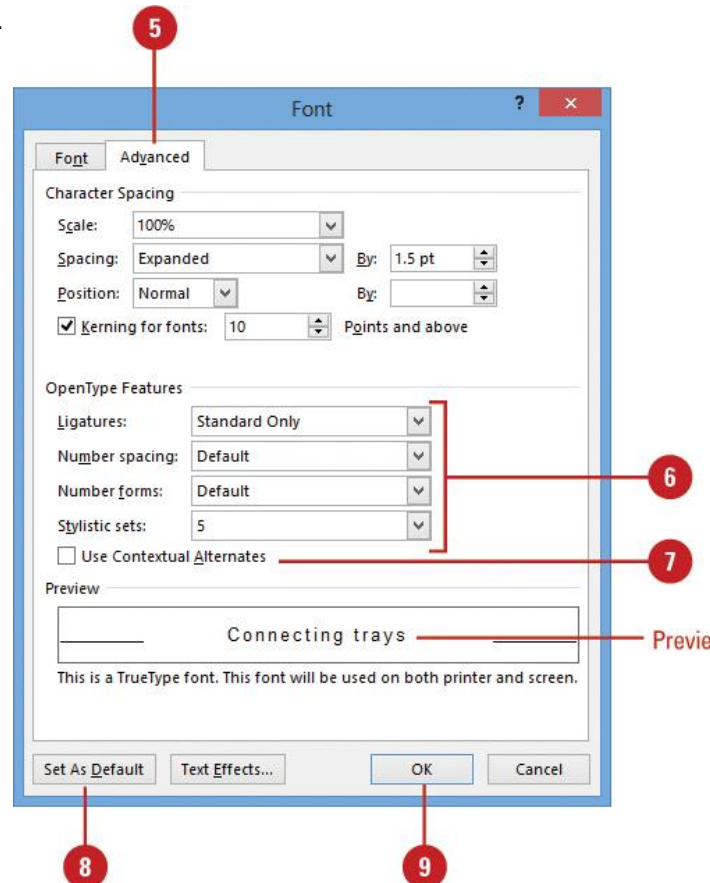 5
Font ? ×
Font Advanced
Character Spacing
Scale: 100%
Spacing: Expanded By: 1.5 pt
Position: Normal By:
Kerning for fonts: 10 Points and above
OpenType Features
Ligatures: Standard Only
Number spacing: Default
Number forms: Default
6
Stylistic sets: 5
Use Contextual Alternates
7
Preview
Connecting trays
Previe
This is a TrueType font. This font will be used on both printer and screen.
Set As Default Text Effects... OK Cancel
8 9